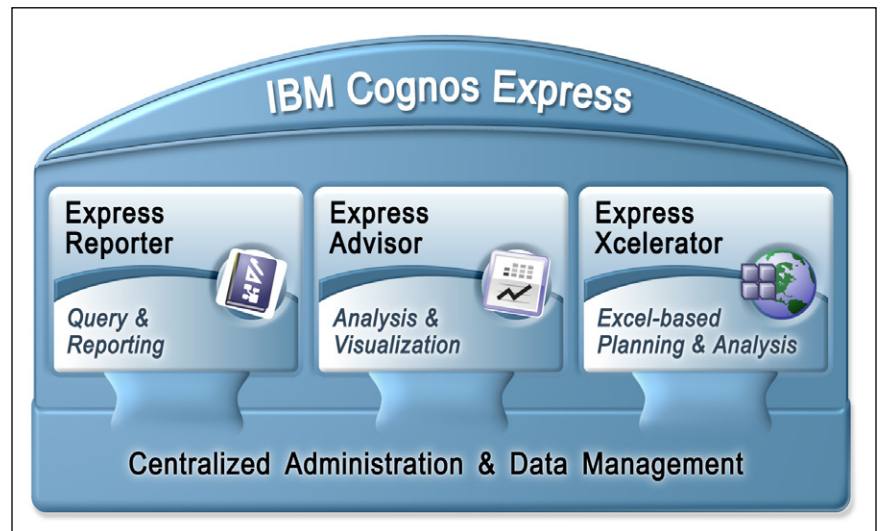 IBM Cognos Express
Express
Reporter
Query &
Reporting
Express
Advisor
Analysis &
Visualization
Express
Xcelerator
Excel-based
Planning & Analysis
Centralized Administration & Data Management